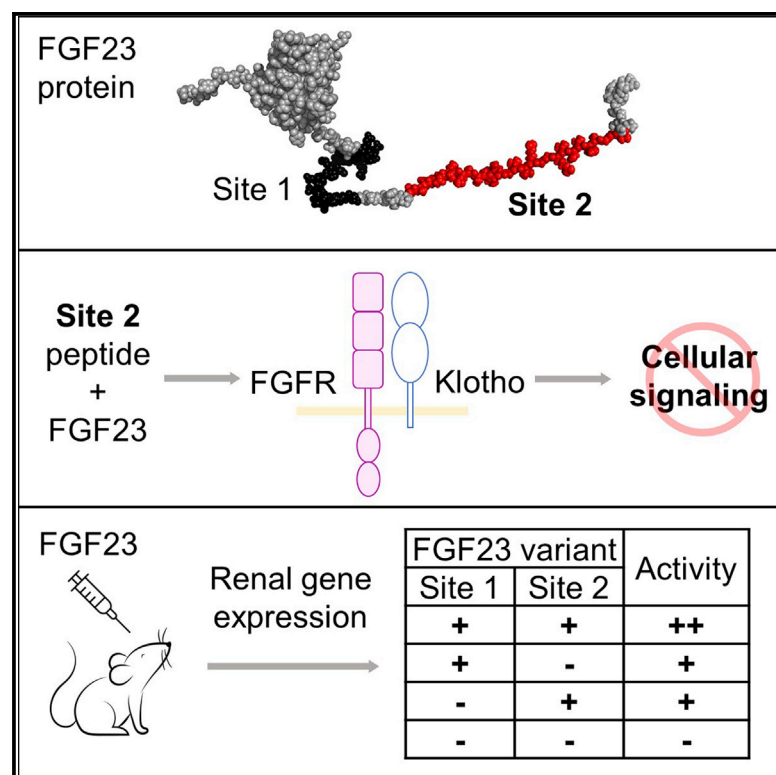 FGF23
protein
Site 1
Site 2
Site 2
peptide
+
FGF23
FGFR
Klotho
Cellular
signaling
FGF23
Renal gene
expression
FGF23 variant Activity
Site 1 Site 2
+ + ++
+ - +
- + +
- - -